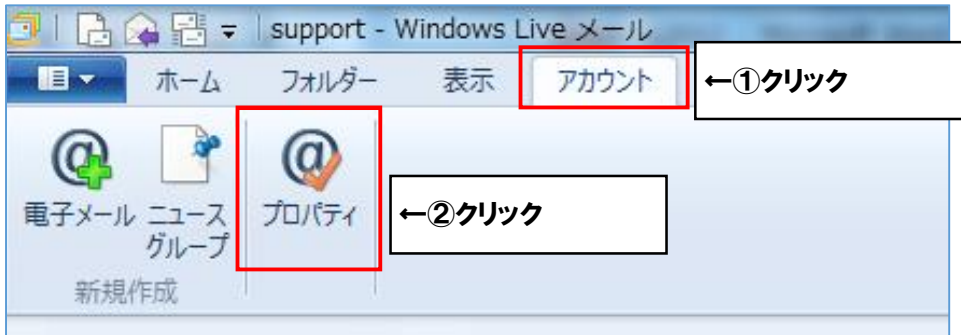 support - Windows Live メール
ホーム フォルダー 表示 アカウント ←①クリック
電子メール ニュース プロパティ ←②クリック
グループ
新規作成